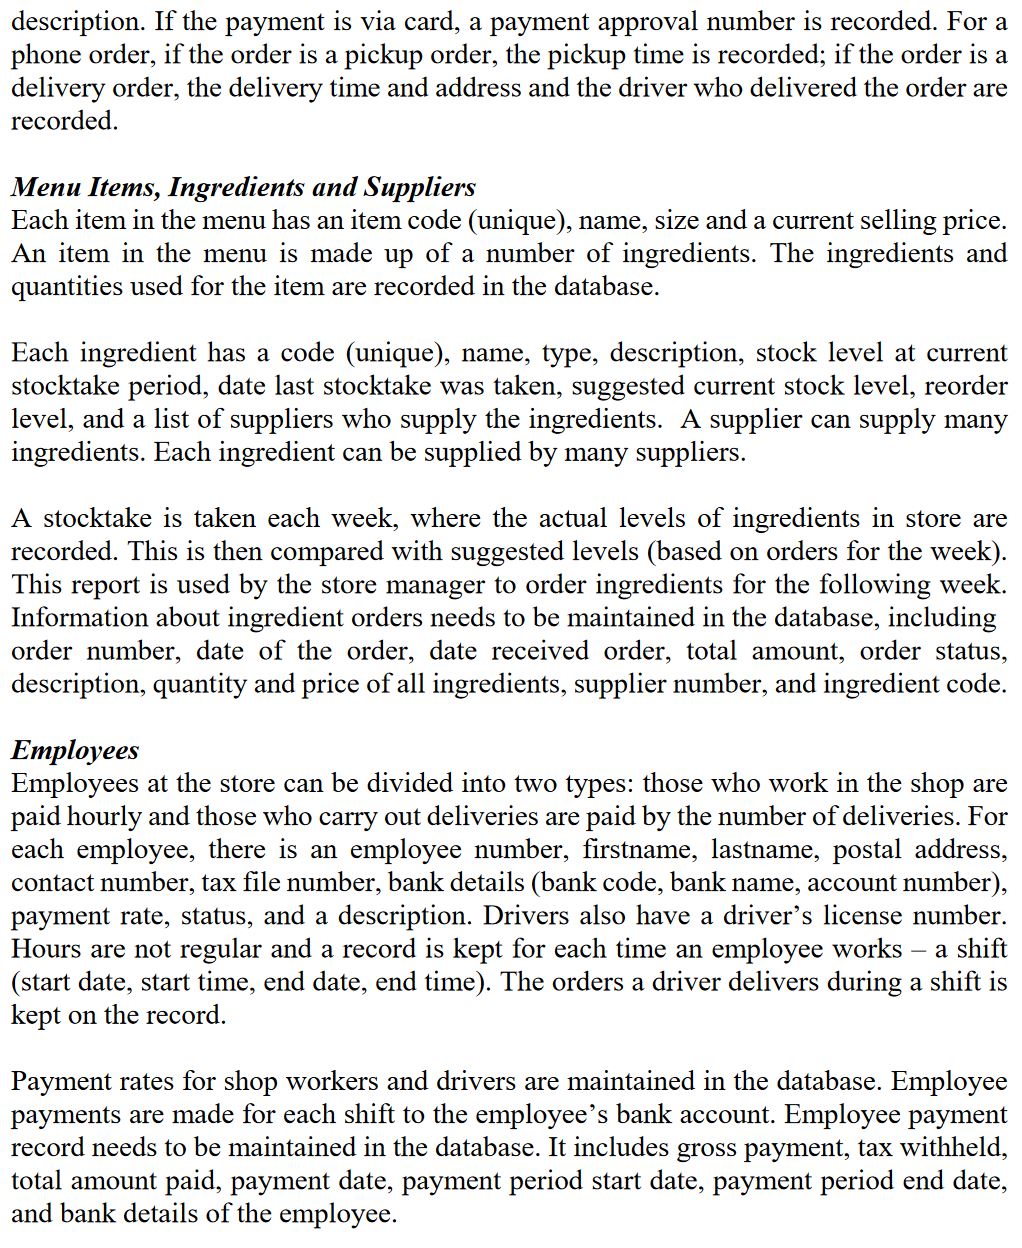 description. If the payment is via card, a payment approval number is recorded. For a
phone order, if the order is a pickup order, the pickup time is recorded; if the order is a
delivery order, the delivery time and address and the driver who delivered the order are
recorded.
Menu Items, Ingredients and Suppliers
Each item in the menu has an item code (unique), name, size and a current selling price.
An item in the menu is made up of a number of ingredients. The ingredients and
quantities used for the item are recorded in the database.
Each ingredient has a code (unique), name, type, description, stock level at current
stocktake period, date last stocktake was taken, suggested current stock level, reorder
level, and a list of suppliers who supply the ingredients. A supplier can supply many
ingredients. Each ingredient can be supplied by many suppliers.
A stocktake is taken each week, where the actual levels of ingredients in store are
recorded. This is then compared with suggested levels (based on orders for the week).
This report is used by the store manager to order ingredients for the following week.
Information about ingredient orders needs to be maintained in the database, including
order number, date of the order, date received order, total amount, order status,
description, quantity and price of all ingredients, supplier number, and ingredient code.
Employees
Employees at the store can be divided into two types: those who work in the shop are
paid hourly and those who carry out deliveries are paid by the number of deliveries. For
each employee, there is an employee number, firstname, lastname, postal address,
contact number, tax file number, bank details (bank code, bank name, account number),
payment rate, status, and a description. Drivers also have a driver’s license number.
Hours are not regular and a record is kept for each time an employee works – a shift
(start date, start time, end date, end time). The orders a driver delivers during a shift is
kept on the record.
Payment rates for shop workers and drivers are maintained in the database. Employee
payments are made for each shift to the employee’s bank account. Employee payment
record needs to be maintained in the database. It includes gross payment, tax withheld,
total amount paid, payment date, payment period start date, payment period end date,
and bank details of the employee.